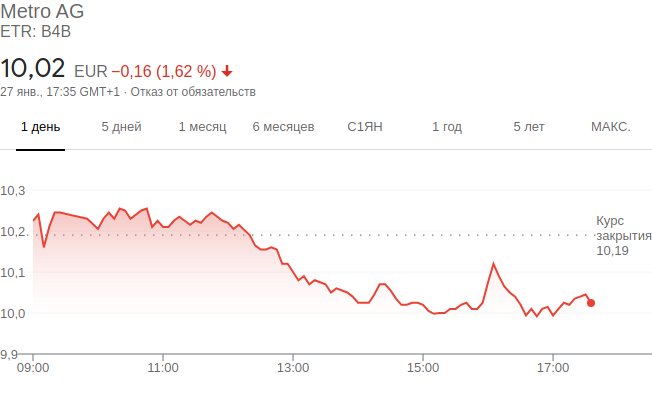 Metro AG
ETR: B4B
10,02 EUR −0,16 (1,62 %)
27 янв., 17:35 GMT+1 · Отказ от обязательств
1 день 5 дней 1 месяц 6 месяцев С1ЯН 1 год 5 лет МАКС.
10,3
10,2
10,1
10,0
9,9
Курс
закрытия
10,19
09:00 11:00 13:00 15:00 17:00